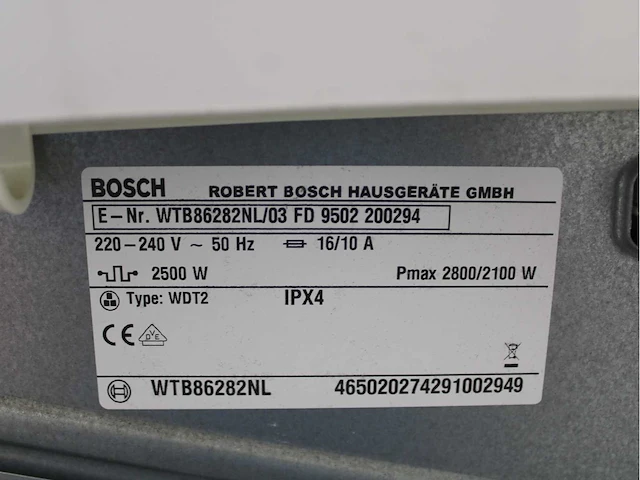 BOSCH ROBERT BOSCH HAUSGERÄTE GMBH
E-Nr. WTB86282NL/03 FD 9502 200294
220-240 V ~ 50 Hz 16/10 A
2500 W Pmax 2800/2100 W
Type: WDT2 IPX4
CE DVE
WTB86282NL 465020274291002949